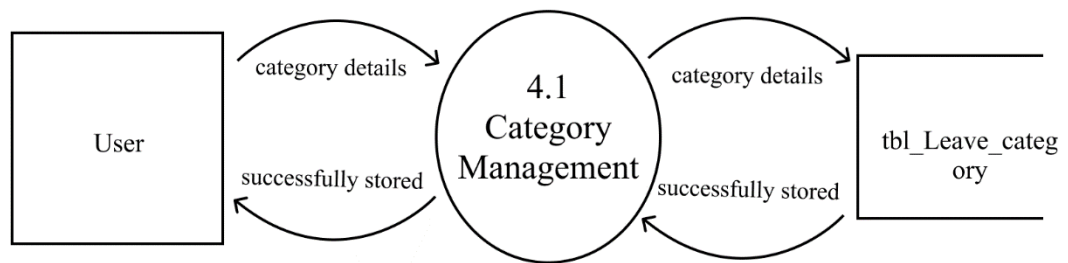 User
category details
successfully stored
4.1
Category
Management
category details
successfully stored
tbl_Leave_categ
ory